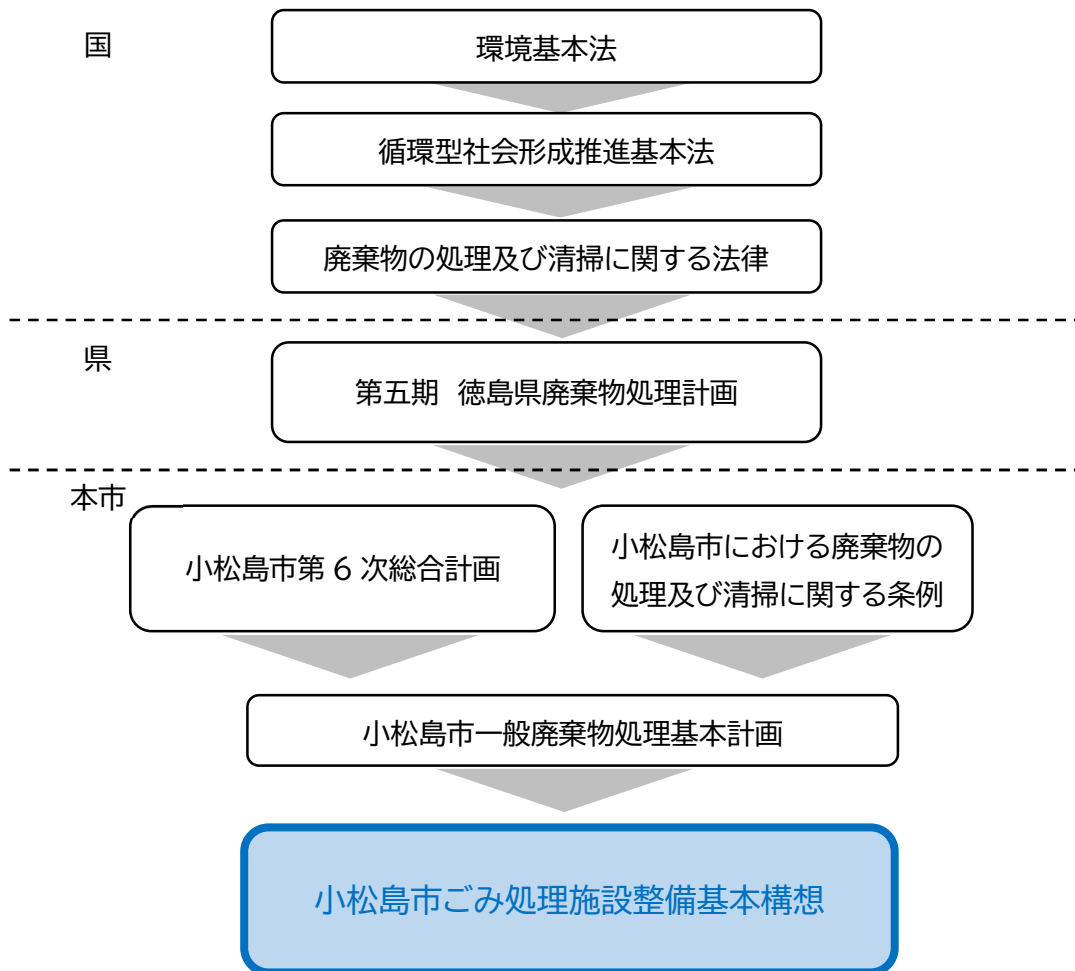 国
環境基本法
循環型社会形成推進基本法
廃棄物の処理及び清掃に関する法律
県
第五期 徳島県廃棄物処理計画
本市
小松島市第 6 次総合計画
小松島市における廃棄物の
処理及び清掃に関する条例
小松島市一般廃棄物処理基本計画
小松島市ごみ処理施設整備基本構想